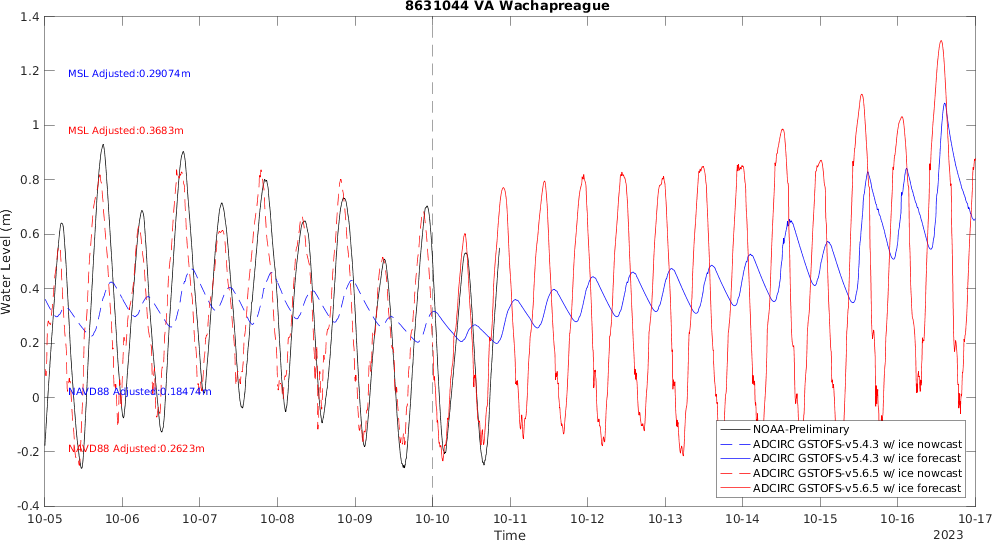 8631044 VA Wachapreague
1.4
1.2
1
0.8
0.6
0.4
0.2
0
-0.2
-0.4
Water Level (m)
MSL Adjusted:0.29074m
MSL Adjusted:0.3683m
NAVD88 Adjusted:0.18474m
NAVD88 Adjusted:0.2623m
NOAA-Preliminary
ADCIRC GSTOFS-v5.4.3 w/ ice nowcast
ADCIRC GSTOFS-v5.4.3 w/ ice forecast
ADCIRC GSTOFS-v5.6.5 w/ ice nowcast
ADCIRC GSTOFS-v5.6.5 w/ ice forecast
10-05 10-06 10-07 10-08 10-09 10-10 10-11 10-12 10-13 10-14 10-15 10-16 10-17
Time
2023